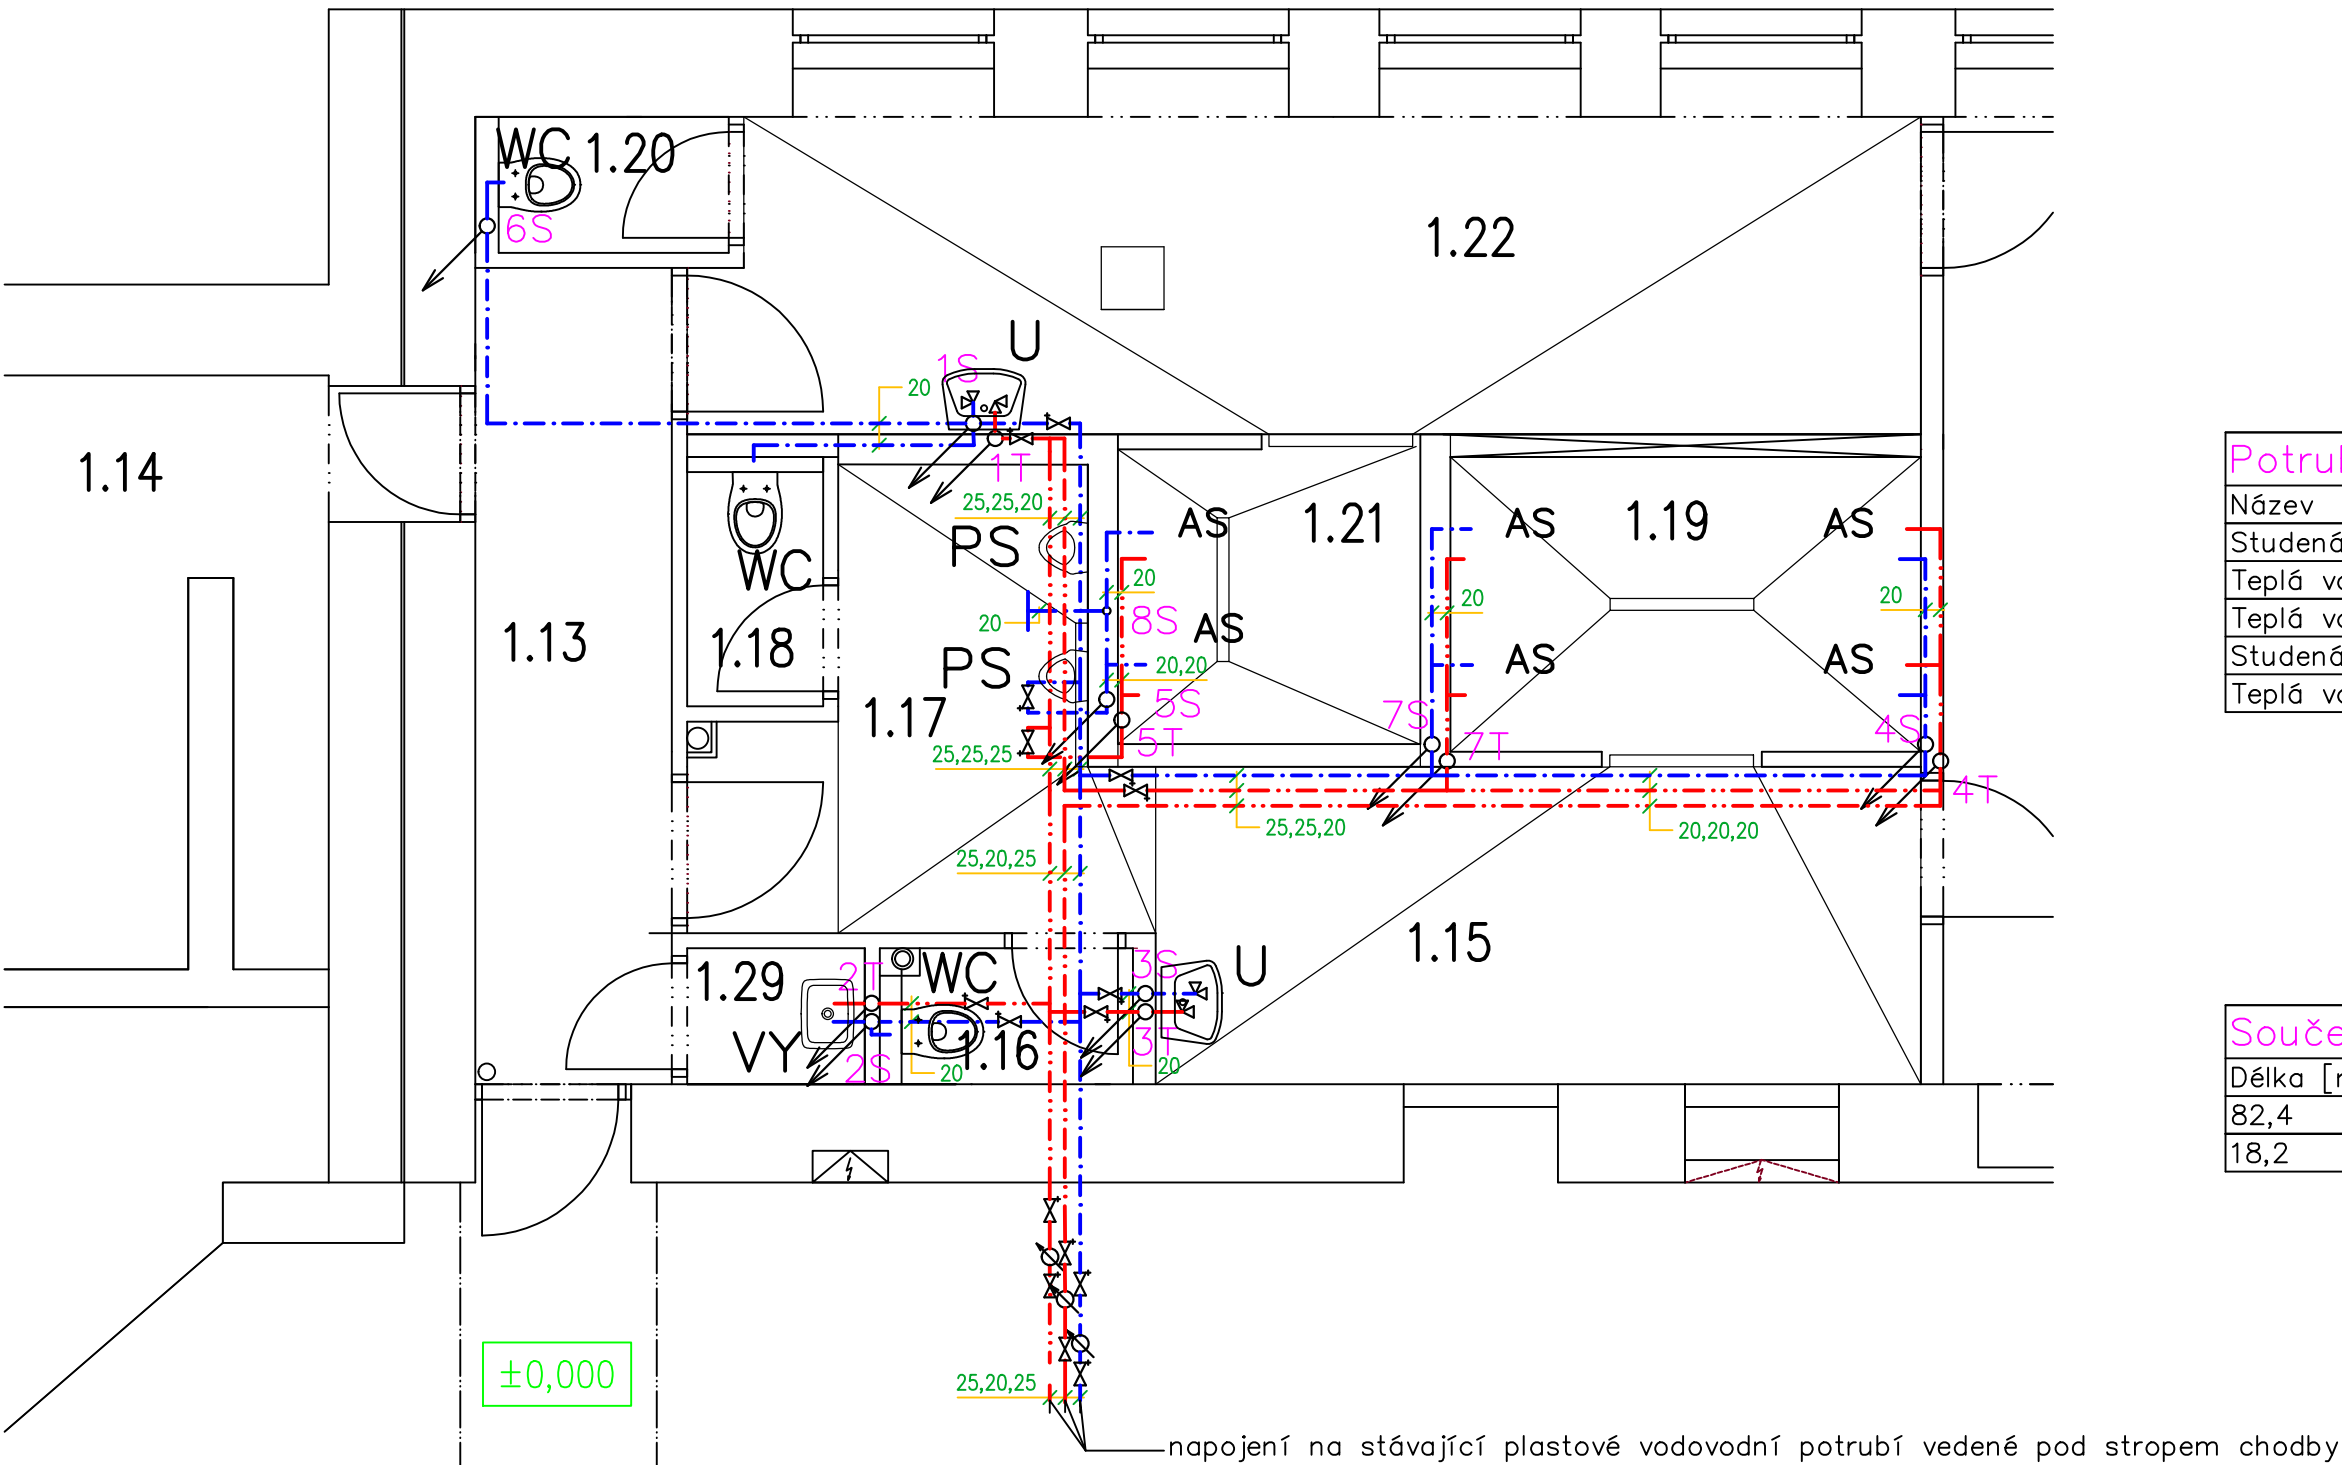 WC 1.20
6S
1.22
U
1S
20
1T
25,25,20
1.14
PS
AS
1.21
AS
1.19
AS
WC
20
20
20
8S
20
AS
1.13
1.18
PS
20,20
AS
AS
1.17
5S
7S
4S
5T
7T
25,25,25
4T
25,25,20
20,20,20
25,20,25
1.15
1.29
2T
WC
3S
U
VY
1.16
3T
2S
20
20
±0,000
25,20,25
napojení na stávající plastové vodovodní potrubí vedené pod stropem chodby
Název
Studená
Teplá
Teplá
Studená
Teplá
Délka
82,4
18,2